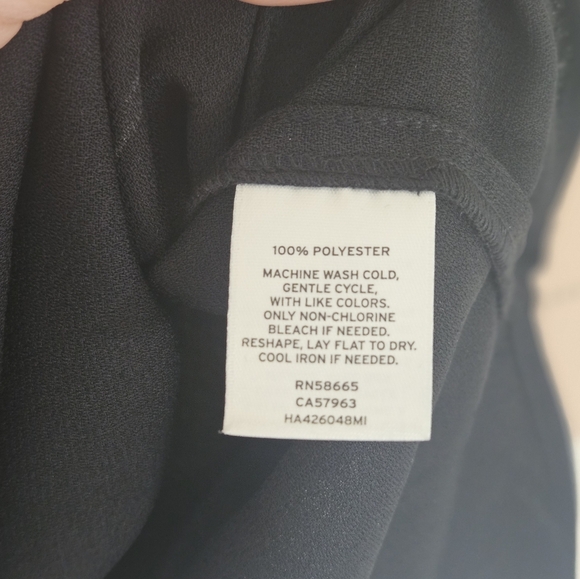 100% POLYESTER
MACHINE WASH COLD,
GENTLE CYCLE,
WITH LIKE COLORS.
ONLY NON-CHLORINE
BLEACH IF NEEDED.
RESHAPE, LAY FLAT TO DRY.
COOL IRON IF NEEDED.
RN58665
CA57963
HA426048MI